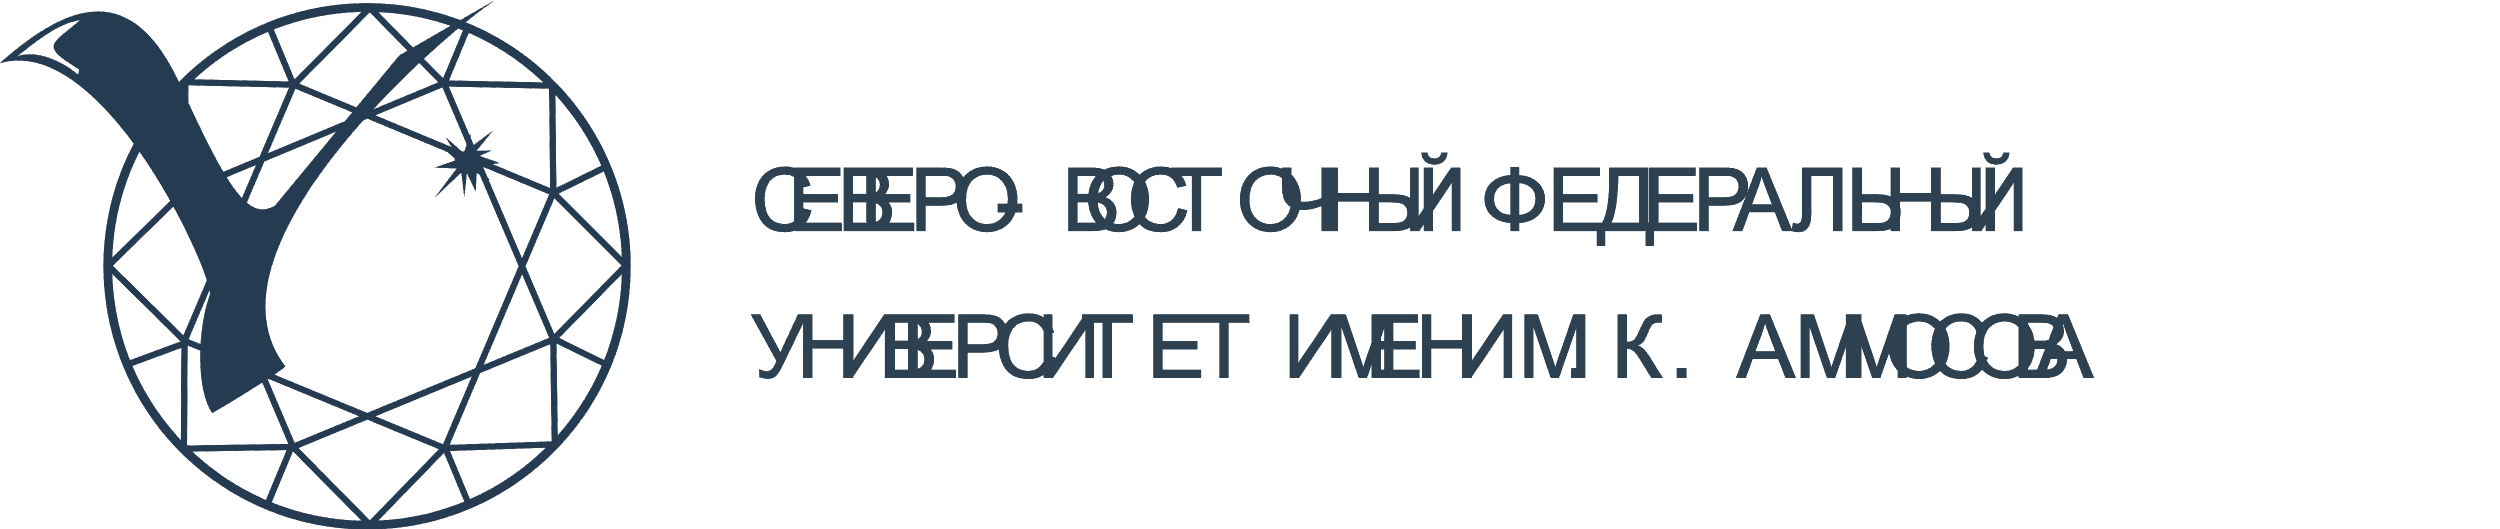 СЕВЕРО-ВОСТОЧНЫЙ ФЕДЕРАЛЬНЫЙ
УНИВЕРСИТЕТ ИМЕНИ М.К. АММОСОВА